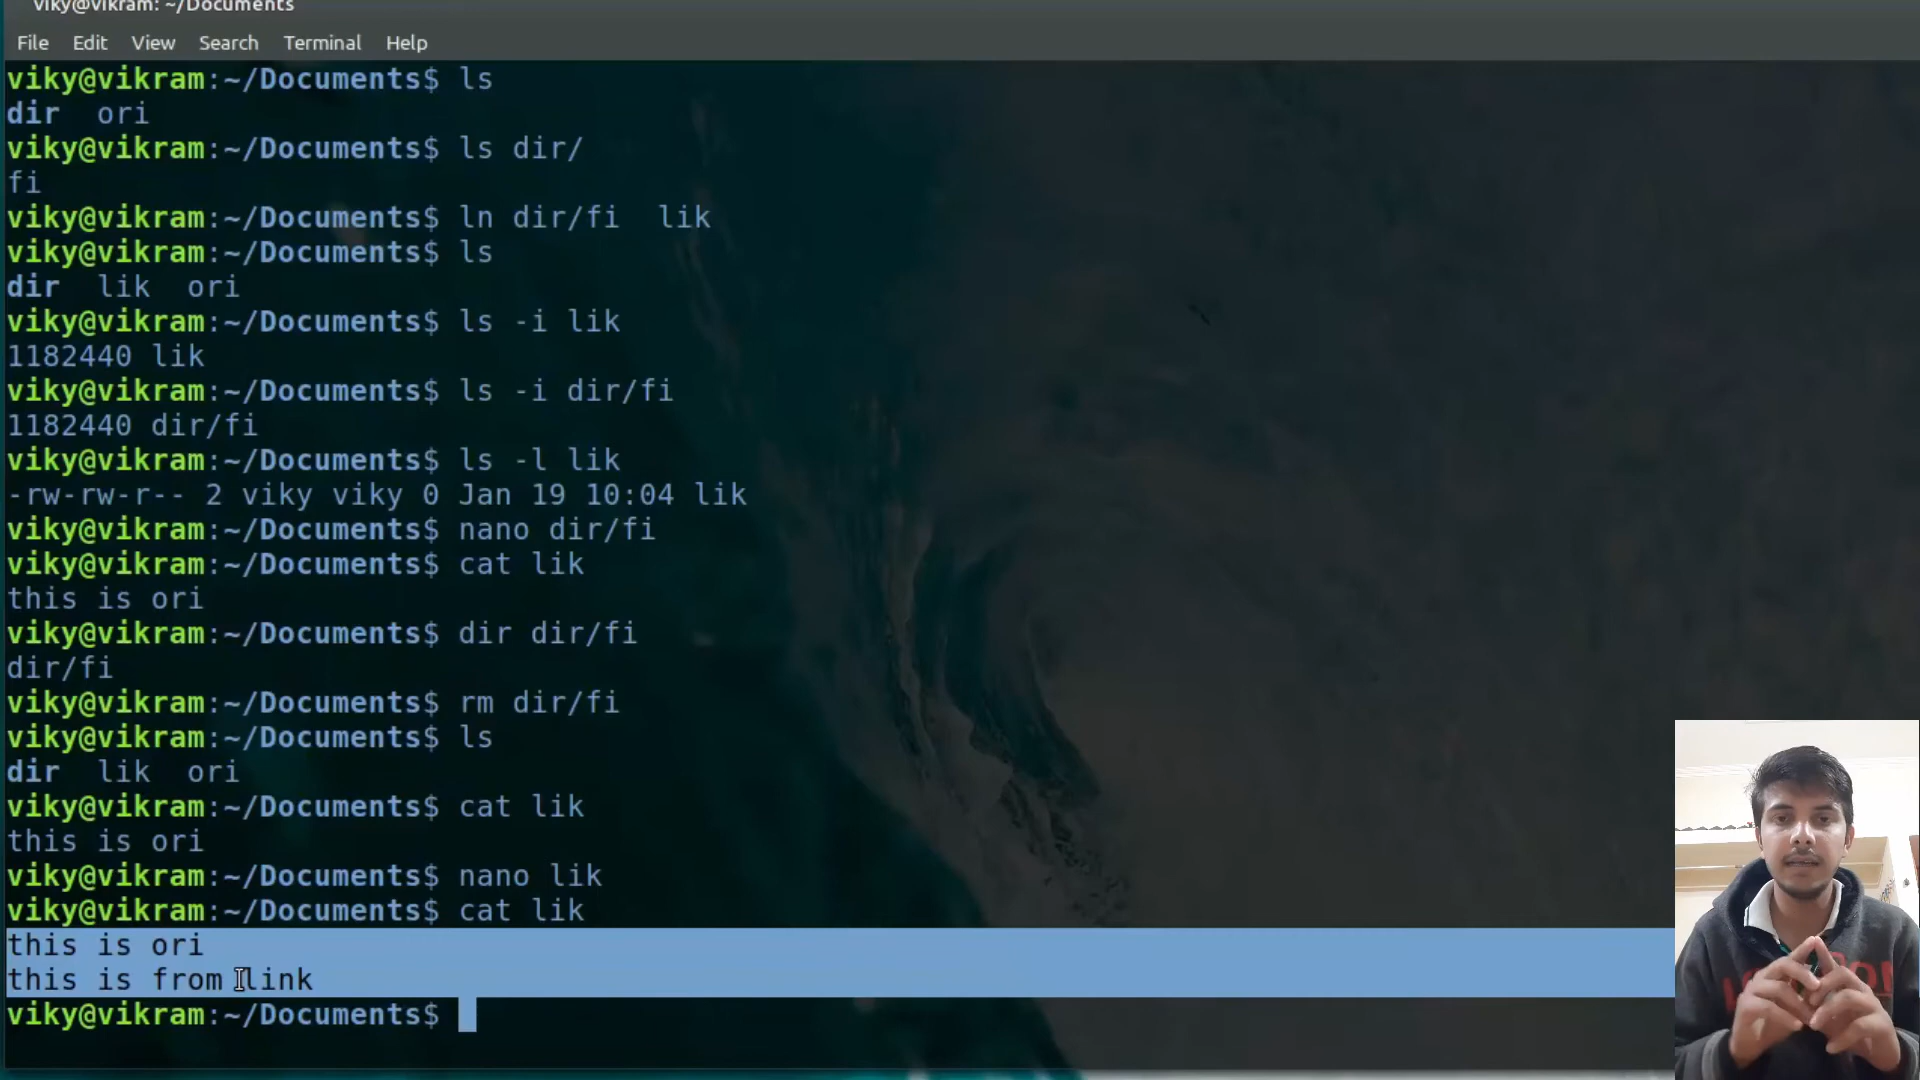 viky@vikram: ~/Documents
File Edit View Search Terminal Help
viky@vikram:~/Documents$ ls
dir ori
viky@vikram:~/Documents$ ls dir/
fi
viky@vikram:~/Documents$ ln dir/fi  lik
viky@vikram:~/Documents$ ls
dir lik ori
viky@vikram:~/Documents$ ls -i lik
1182440 lik
viky@vikram:~/Documents$ ls -i dir/fi
1182440 dir/fi
viky@vikram:~/Documents$ ls -l lik
-rw-rw-r-- 2 viky viky 0 Jan 19 10:04 lik
viky@vikram:~/Documents$ nano dir/fi
viky@vikram:~/Documents$ cat lik
this is ori
viky@vikram:~/Documents$ dir dir/fi
dir/fi
viky@vikram:~/Documents$ rm dir/fi
viky@vikram:~/Documents$ ls
dir lik ori
viky@vikram:~/Documents$ cat lik
this is ori
viky@vikram:~/Documents$ nano lik
viky@vikram:~/Documents$ cat lik
this is ori
this is from link
viky@vikram:~/Documents$